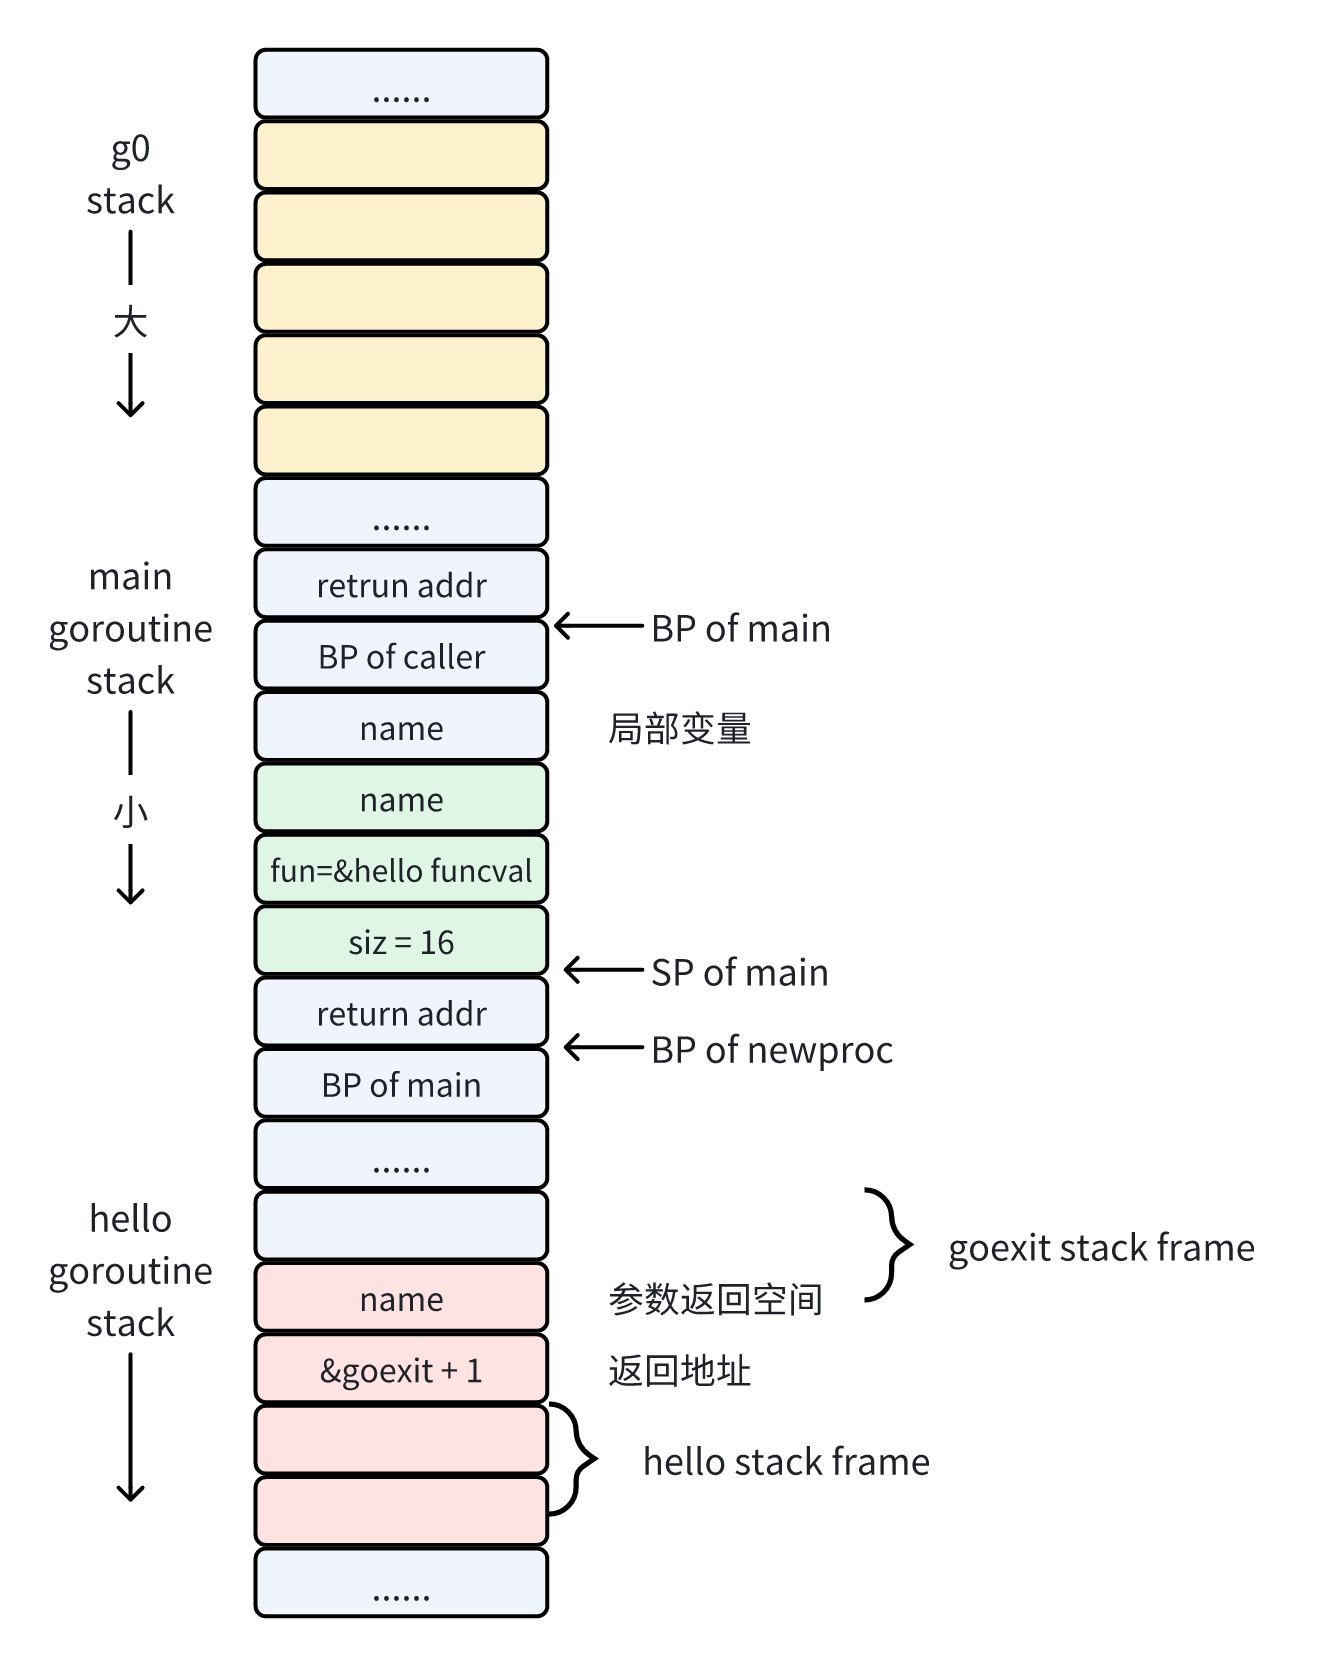 ......
g0
stack
大
......
main
goroutine
stack
小
retrun addr
BP of main
BP of caller
name
局部变量
name
fun=&hello funcval
siz = 16
SP of main
return addr
BP of newproc
BP of main
......
hello
goroutine
stack
goexit stack frame
name
参数返回空间
&goexit + 1
返回地址
hello stack frame
......